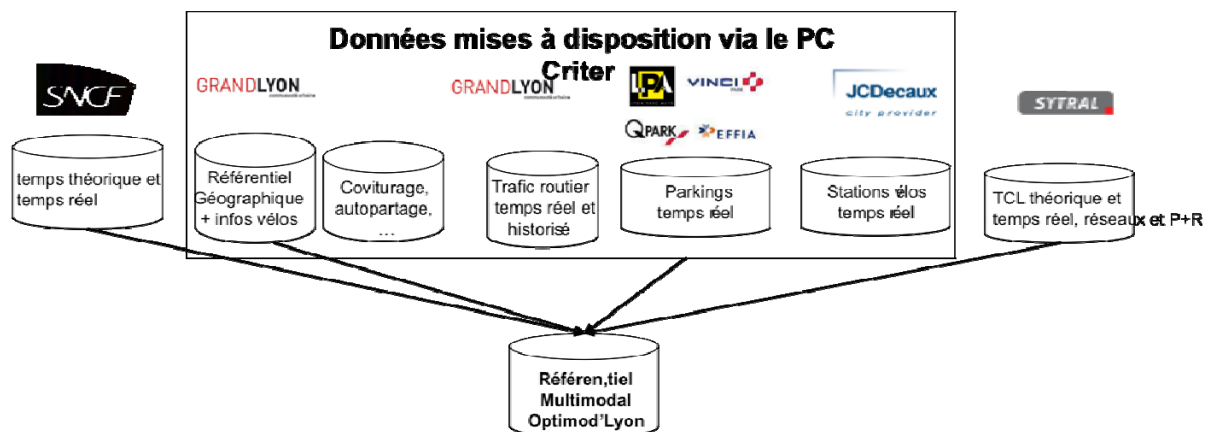 Données mises à disposition via le PC
Criter
SNCF
GRANDLYON
GRANDLYON
LPA
VINCI
PARK
QPARK
EFFIA
JCDecaux
city provider
SYTRAL
temps théorique et
temps réel
Référentiel
Géographique
+ infos vélos
Coviturage,
autopartage,
...
Trafic routier
temps réel et
historisé
Parkings
temps réel
Stations vélos
temps réel
TCL théorique et
temps réel, réseaux et P+R
Référen,tiel
Multimodal
Optimod'Lyon